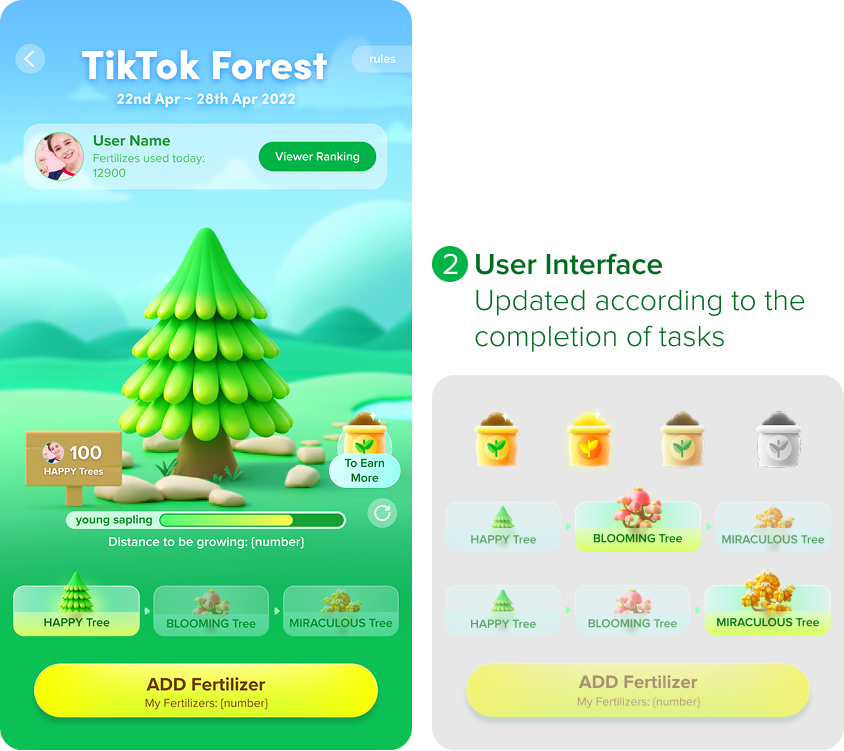 TikTok Forest
rules
22nd Apr ~ 28th Apr 2022
User Name
Fertilizes used today:
12900
Viewer Ranking
100
HAPPY Trees
To Earn
More
young sapling
Distance to be growing: {number}
HAPPY Tree
BLOOMING Tree
MIRACULOUS Tree
ADD Fertilizer
My Fertilizers: {number}
2 User Interface
Updated according to the
completion of tasks
HAPPY Tree
BLOOMING Tree
MIRACULOUS Tree
HAPPY Tree
BLOOMING Tree
MIRACULOUS Tree
ADD Fertilizer
My Fertilizers: {number}